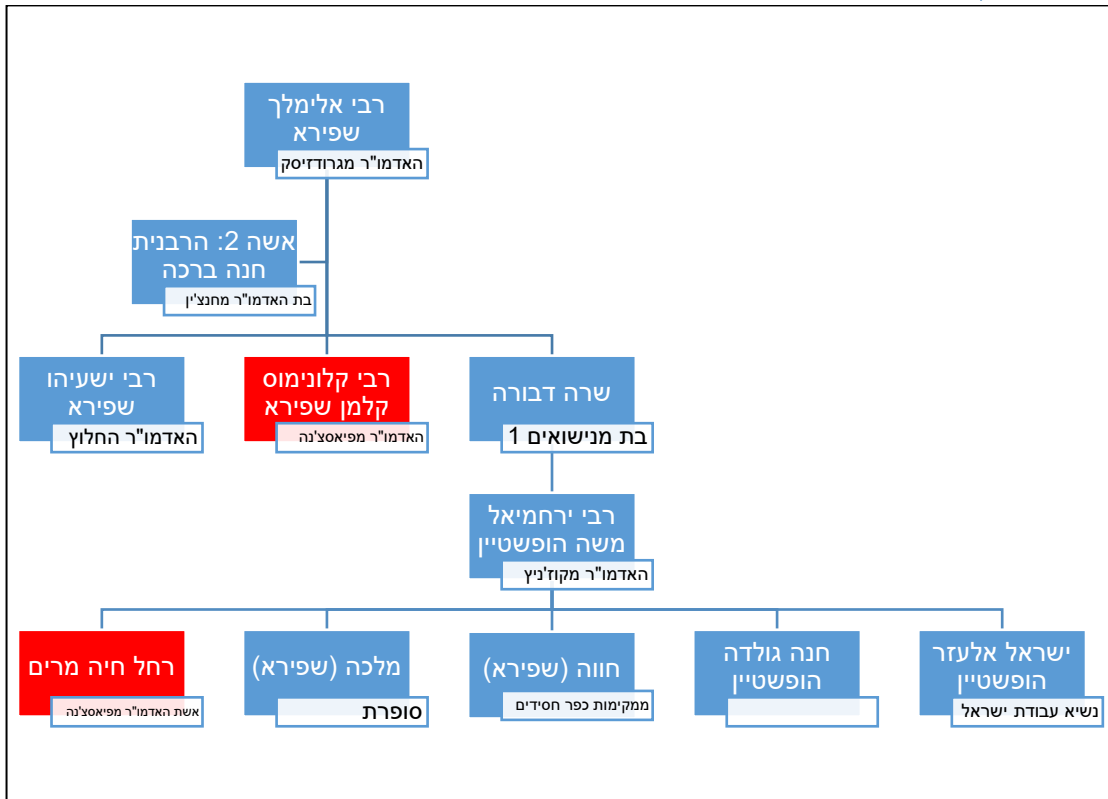 רבי אלימלך
שפירא
האדמו"ר מגרודזיסק
אשה 2: הרבנית
חנה ברכה
בת האדמו"ר מחנצ'ין
שרה דבורה
בת מנישואים 1
רבי קלונימוס
קלמן שפירא
האדמו"ר מפיאסצ'נה
רבי ישעיהו
שפירא
האדמו"ר החלוץ
רבי ירחמיאל
משה הופשטיין
האדמו"ר מקוז'ניץ
ישראל אלעזר
הופשטיין
נשיא עבודת ישראל
חנה גולדה
הופשטיין
חווה (שפירא)
ממקימות כפר חסידים
מלכה (שפירא)
סופרת
רחל חיה מרים
אשת האדמו"ר מפיאסצ'נה